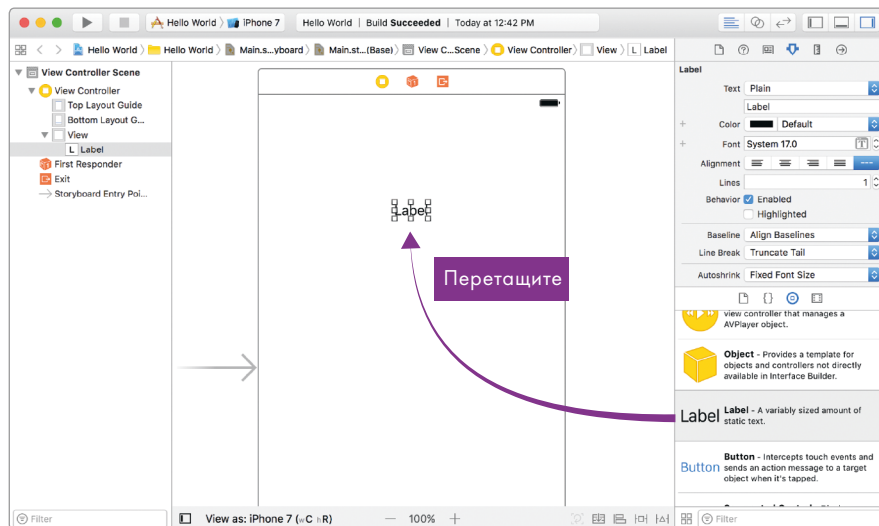 Hello World 〉 iPhone 7
Hello World | Build Succeeded | Today at 12:42 PM
Hello World 〉 Hello World 〉 Main.s...yboard 〉 Main.st...(Base) 〉 View C...Scene 〉 View Controller 〉 View 〉 L Label
View Controller Scene
View Controller
Top Layout Guide
Bottom Layout G...
View
L Label
First Responder
Exit
Storyboard Entry Poi...
Filter
Label
Перетащите
View as: iPhone 7 (wC hR)
— 100% +
Label
Text Plain
Label
+ Color Default
+ Font System 17.0 T
Alignment ---
Lines 1
Behavior Enabled
Highlighted
Baseline Align Baselines
Line Break Truncate Tail
Autoshrink Fixed Font Size
{}
view controller that manages a
AVPlayer object.
Object - Provides a template for
objects and controllers not directly
available in Interface Builder.
Label
Label - A variably sized amount of
static text.
Button
Button - Intercepts touch events and
sends an action message to a target
object when it's tapped.
Filter